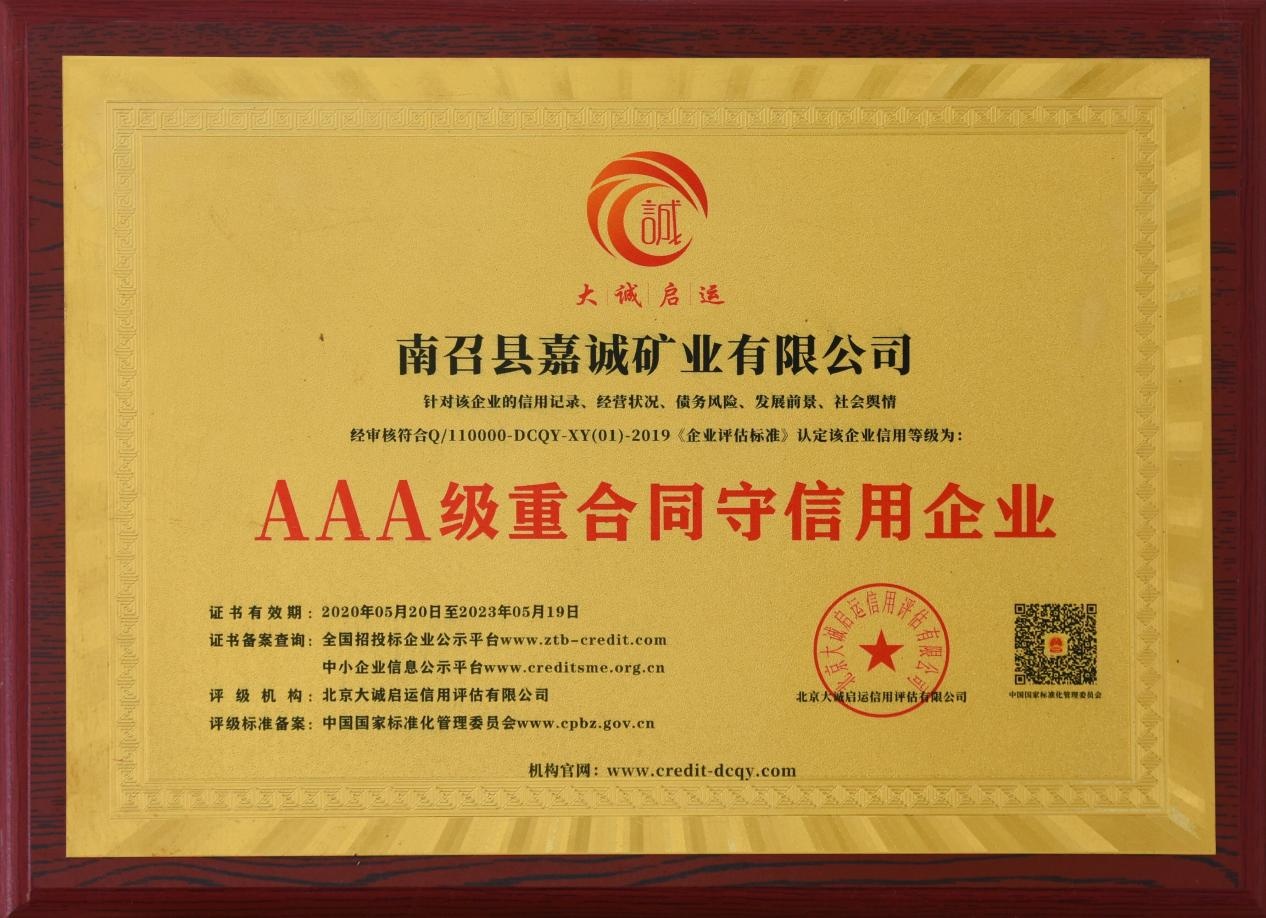 誠
大诚启运
南召县嘉诚矿业有限公司
针对该企业的信用记录、经营状况、债务风险、发展前景、社会舆情
经审核符合Q/110000-DCQY-XY(01)-2019《企业评估标准》认定该企业信用等级为：
AAA级重合同守信用企业
证书有效期：2020年05月20日至2023年05月19日
证书备案查询：全国招投标企业公示平台www.ztb-credit.com
中小企业信息公示平台www.creditsme.org.cn
评级机构：北京大诚启运信用评估有限公司
评级标准备案：中国国家标准化管理委员会www.cpbz.gov.cn
北京大诚启运信用评估有限公司
北京大诚启运信用评估有限公司
中国国家标准化管理委员会
机构官网：www.credit-dcqy.com